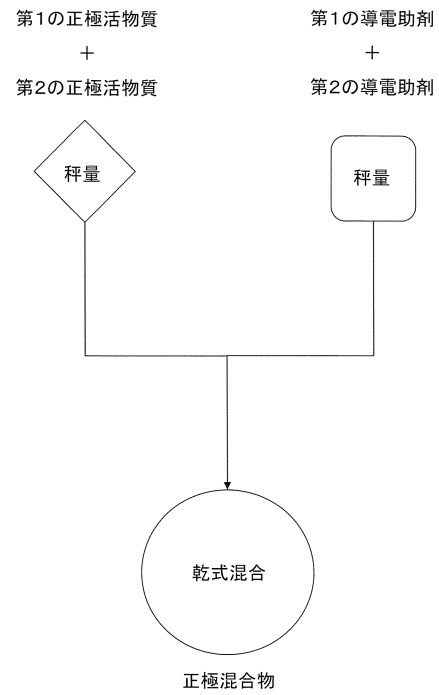 第1の正極活物質
+
第2の正極活物質
第1の導電助剤
+
第2の導電助剤
秤量
秤量
乾式混合
正極混合物